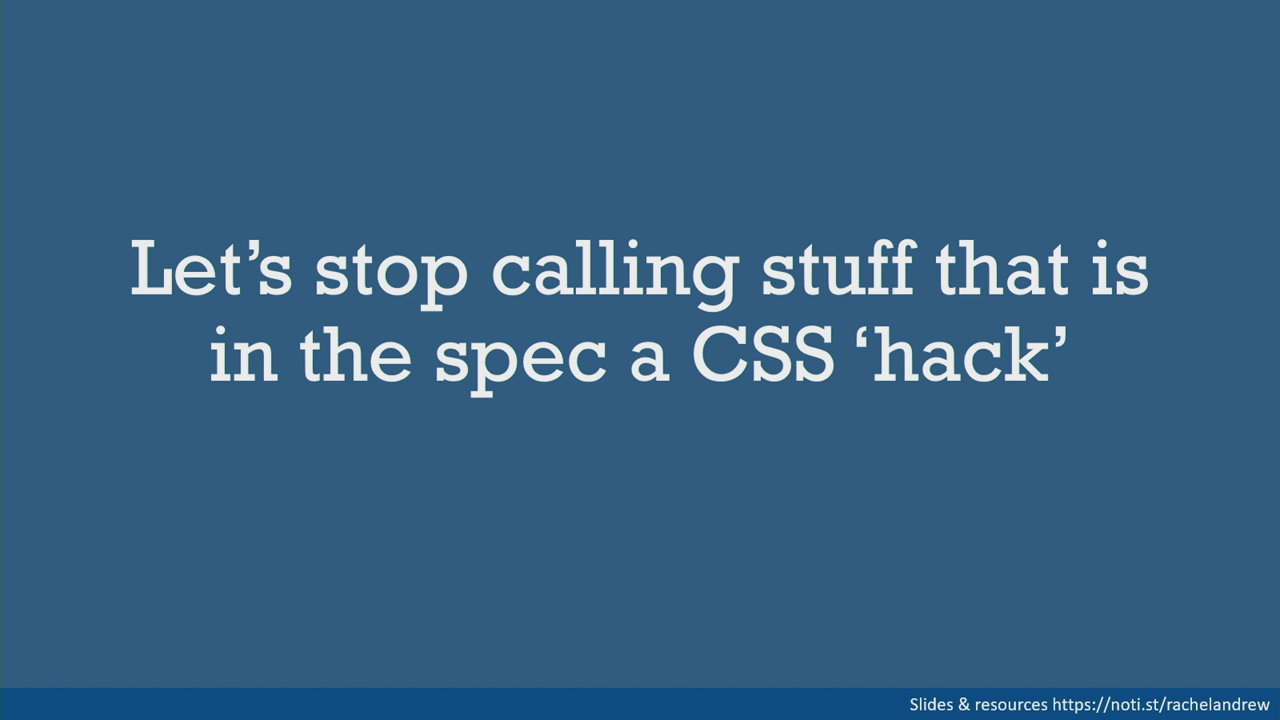 Let’s stop calling stuff that is
in the spec a CSS ‘hack’
Slides & resources https://noti.st/rachelandrew